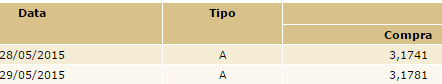 Data Tipo
Compra
28/05/2015 A 3,1741
29/05/2015 A 3,1781